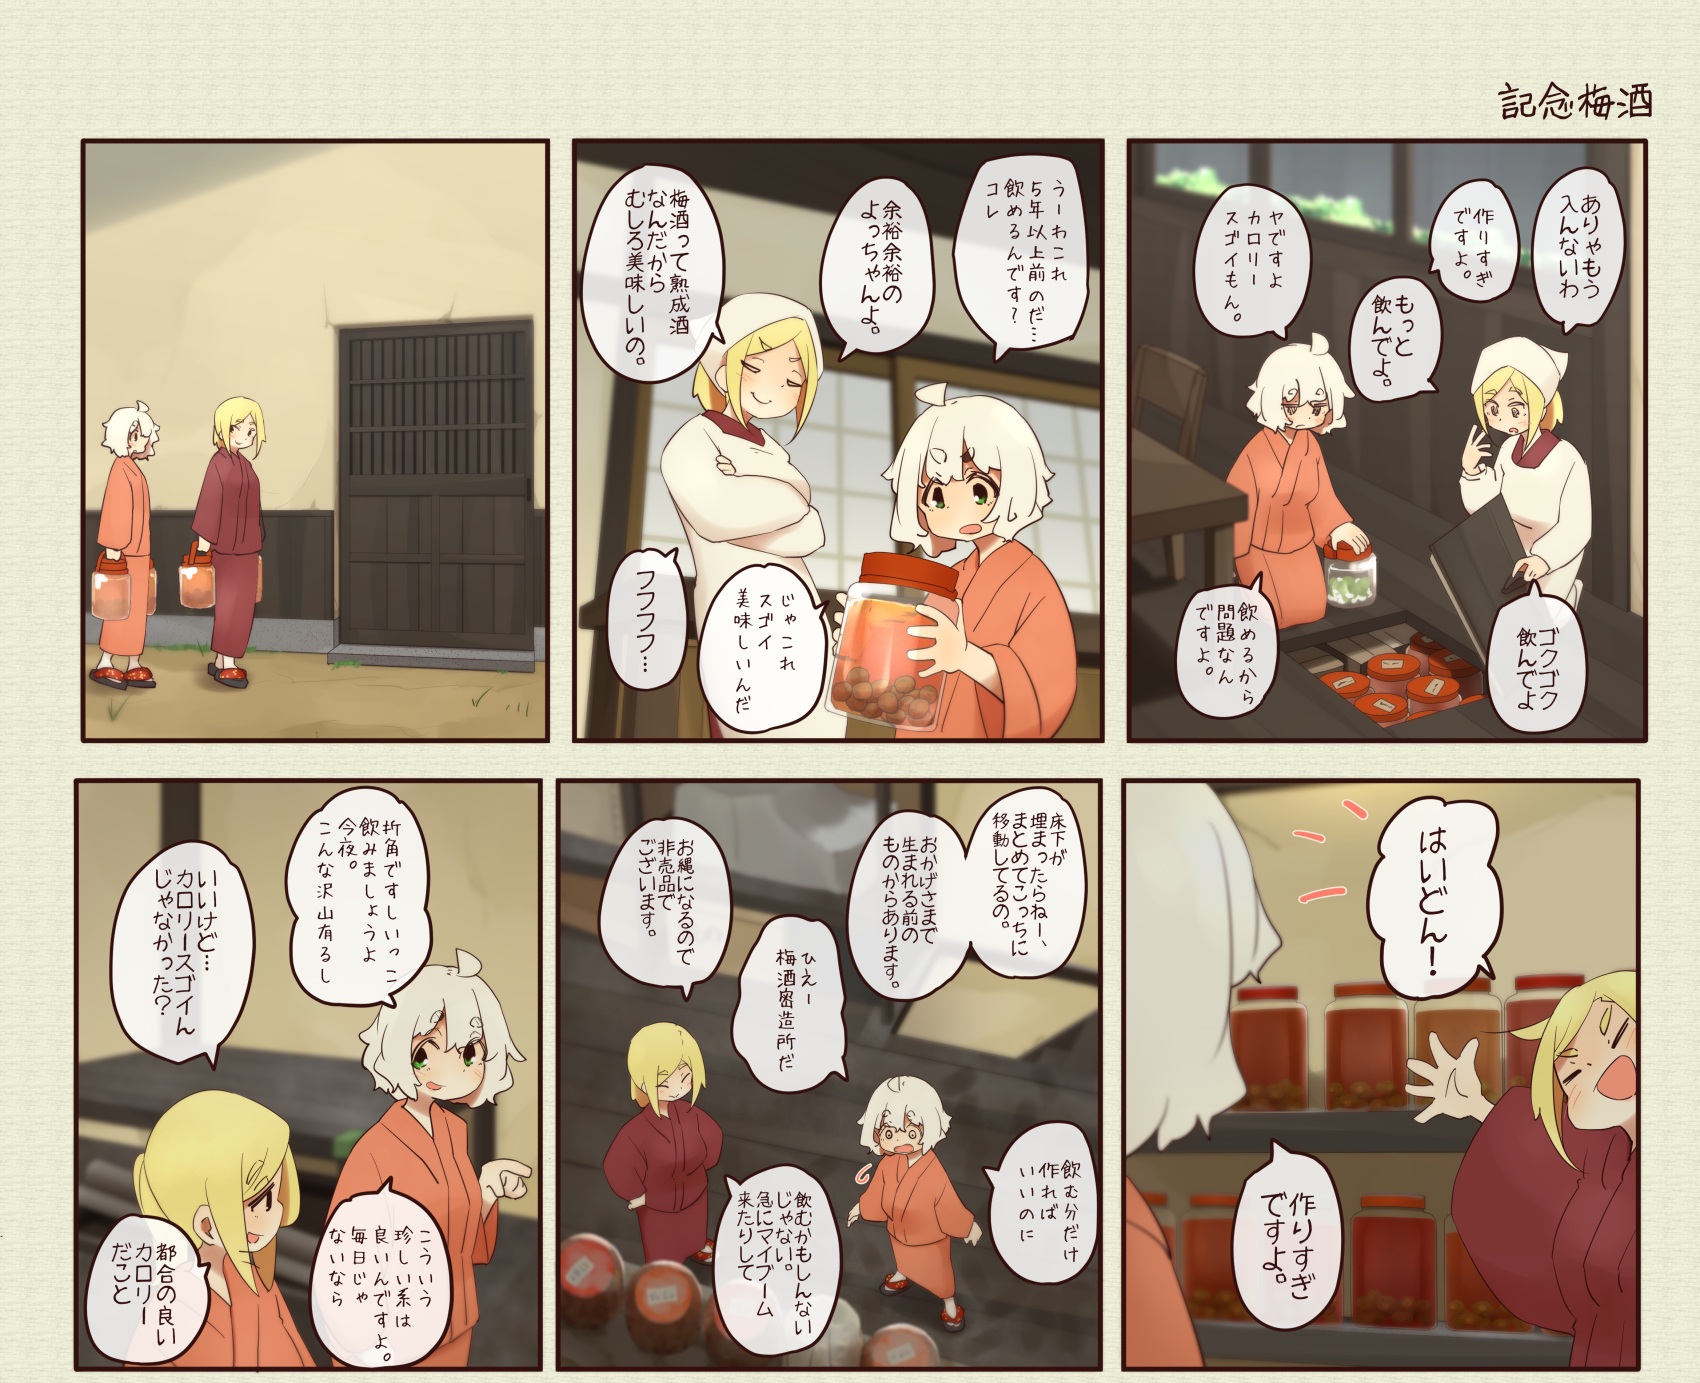 記念梅酒
ありゃもう
入んないわ
作りすぎ
ですよ。
もっと
飲んでよ。
ヤですよ
カロリー
スゴイもん。
ゴクゴク
飲んでよ
飲めるから
問題なん
ですよ。
うーわこれ
5年以上前のだ…
飲めるんです?
コレ
余裕余裕の
よっちゃんよ。
梅酒って熟成酒
なんだから
むしろ美味しいの。
じゃこれ
スゴイ
美味しいんだ
フフフフ…
はいどん!
作りすぎ
ですよ。
床下が
埋まったらねー、
まとめてこっちに
移動してるの。
おかげさまで
生まれる前の
ものからあります。
ひえー
梅酒密造所だ
お縄になるので
非売品で
ございます。
飲む分だけ
作れば
いいのに
飲むかもしんない
じゃない。
急にマイブーム
来たりして
折角ですしいっこ
飲みましょうよ
今夜。
こんな沢山有るし
いいけど…
カロリースゴイん
じゃなかった?
こういう
珍しい系は
良いんですよ。
毎日じゃ
ないなら
都合の良い
カロリー
だこと